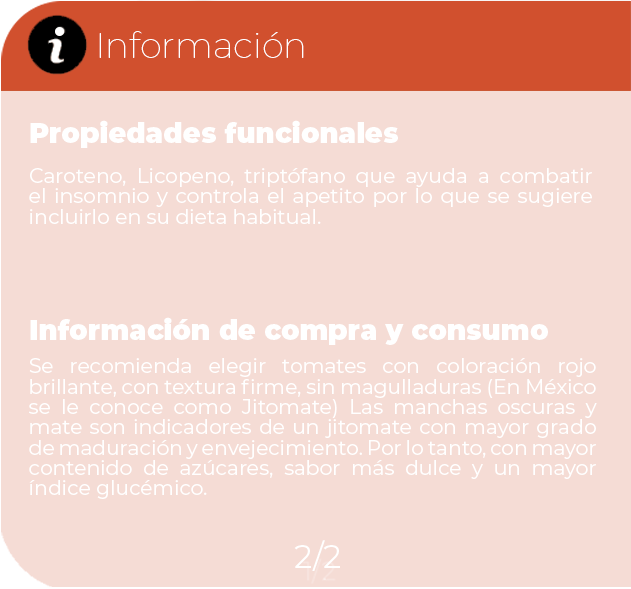 i Información
Propiedades funcionales
Caroteno, Licopeno, triptófano que ayuda a combatir
el insomnio y controla el apetito por lo que se sugiere
incluirlo en su dieta habitual.
Información de compra y consumo
Se recomienda elegir tomates con coloración rojo
brillante, con textura firme, sin magulladuras (En México
se le conoce como Jitomate) Las manchas oscuras y
mate son indicadores de un jitomate con mayor grado
de maduración y envejecimiento. Por lo tanto, con mayor
contenido de azúcares, sabor más dulce y un mayor
índice glucémico.
2/2
1/2